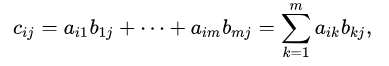 $c_{ij} = a_{i1}b_{1j} + \cdots + a_{im}b_{mj} = \sum_{k=1}^{m} a_{ik}b_{kj},$